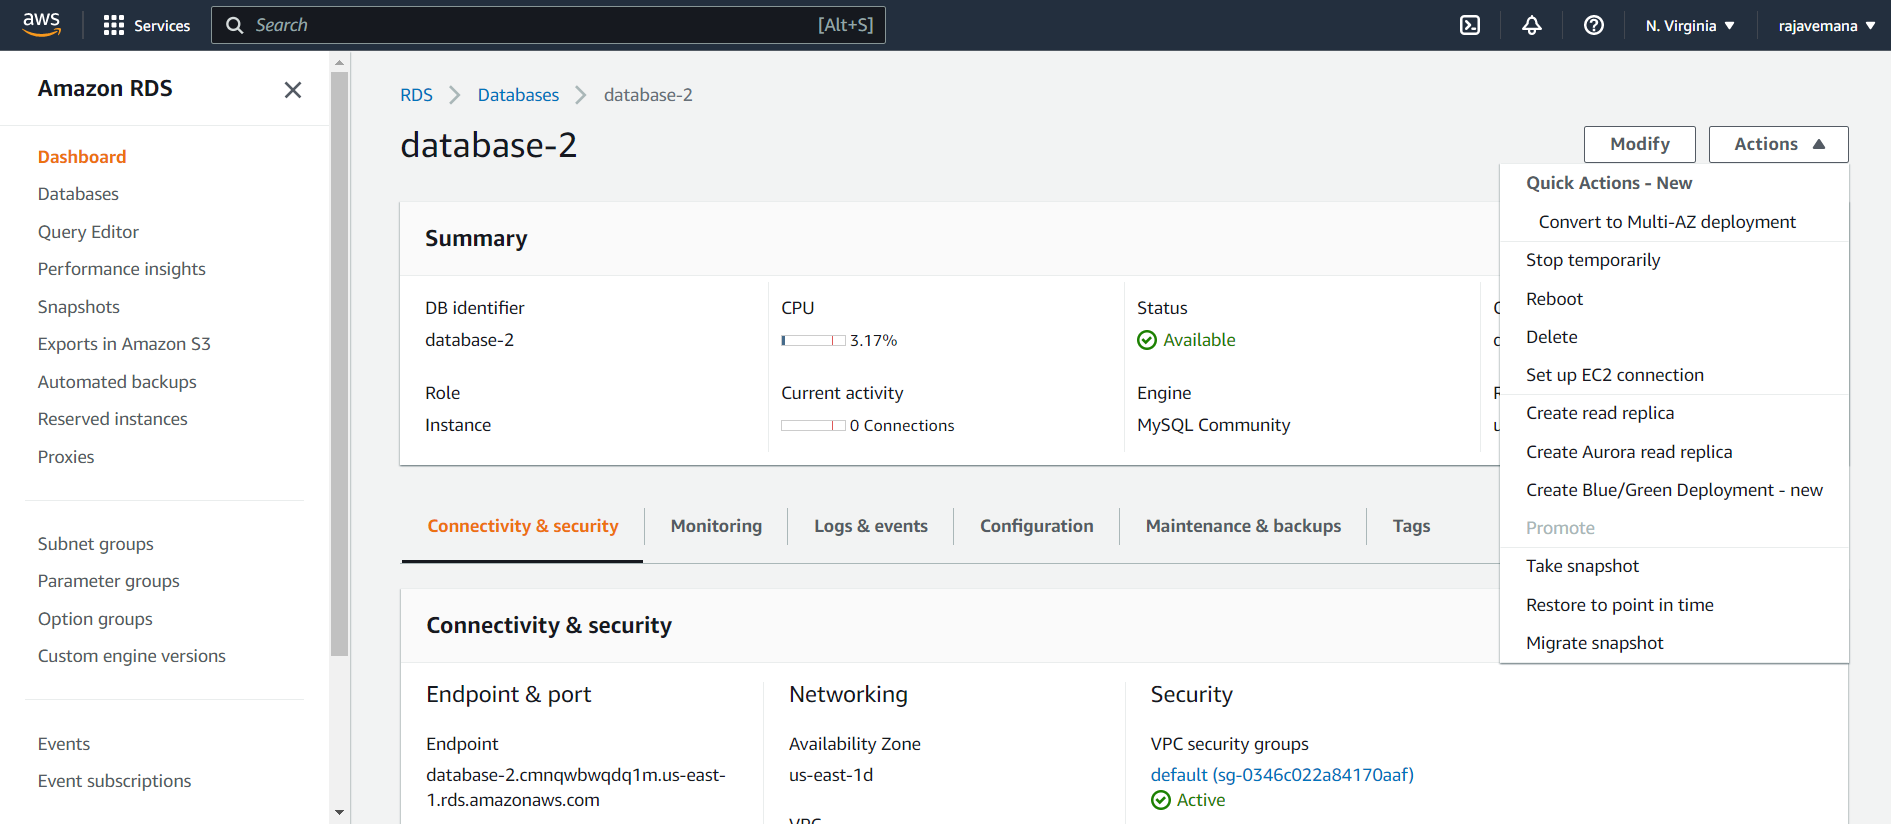 aws
Services
Search
[Alt+S]
N. Virginia
rajavemana
Amazon RDS
Dashboard
Databases
Query Editor
Performance insights
Snapshots
Exports in Amazon S3
Automated backups
Reserved instances
Proxies
Subnet groups
Parameter groups
Option groups
Custom engine versions
Events
Event subscriptions
RDS
Databases
database-2
database-2
Modify
Actions
Quick Actions - New
Convert to Multi-AZ deployment
Stop temporarily
Reboot
Delete
Set up EC2 connection
Create read replica
Create Aurora read replica
Create Blue/Green Deployment - new
Promote
Take snapshot
Restore to point in time
Migrate snapshot
Summary
DB identifier
database-2
CPU
3.17%
Status
Available
Role
Instance
Current activity
0 Connections
Engine
MySQL Community
Connectivity & security
Monitoring
Logs & events
Configuration
Maintenance & backups
Tags
Connectivity & security
Endpoint & port
Endpoint
database-2.cmnqwbwqdq1m.us-east-
1.rds.amazonaws.com
Networking
Availability Zone
us-east-1d
VPC
Security
VPC security groups
default (sg-0346c022a84170aaf)
Active